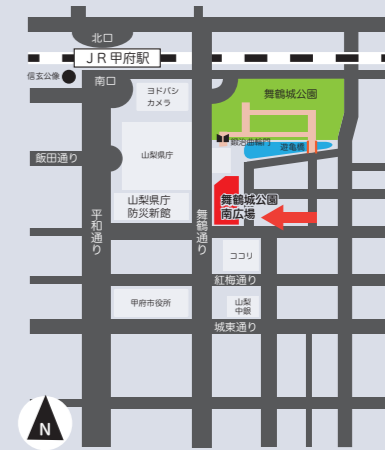 北口
JR甲府駅
信玄公像
南口
ヨドバシ
カメラ
舞鶴城公園
鍛冶曲輪門
遊亀橋
山梨県庁
飯田通り
山梨県庁
防災新館
舞鶴城公園
南広場
平和通り
舞鶴通り
ココリ
紅梅通り
甲府市役所
山梨
中銀
城東通り
N